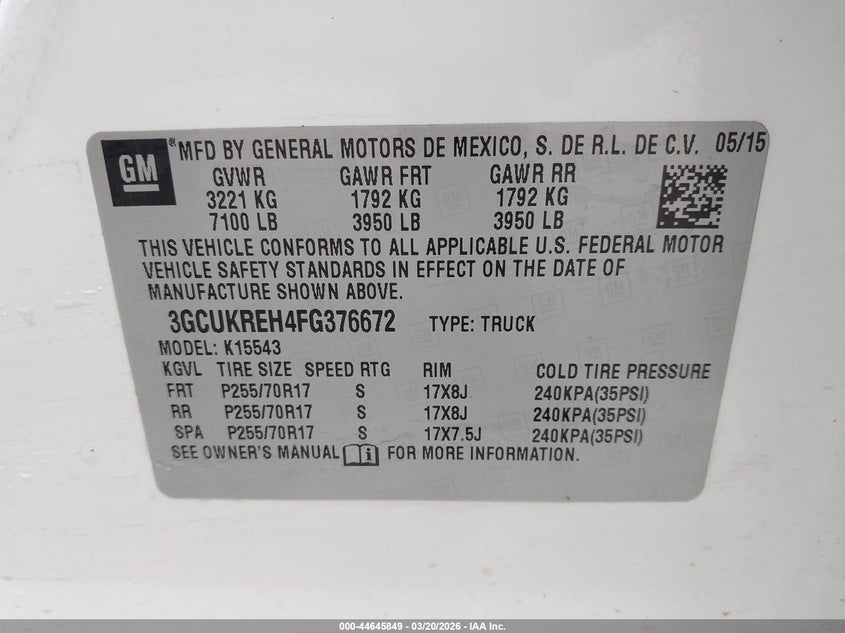 GM ® MFD BY GENERAL MOTORS DE MEXICO, S. DE R.L. DE C.V. 05/15
GVWR GAWR FRT GAWR RR
3221 KG 1792 KG 1792 KG
7100 LB 3950 LB 3950 LB
THIS VEHICLE CONFORMS TO ALL APPLICABLE U.S. FEDERAL MOTOR
VEHICLE SAFETY STANDARDS IN EFFECT ON THE DATE OF
MANUFACTURE SHOWN ABOVE.
3GCUKREH4FG376672 TYPE: TRUCK
MODEL: K15543
KGVL TIRE SIZE SPEED RTG RIM COLD TIRE PRESSURE
FRT P255/70R17 S 17X8J 240KPA(35PSI)
RR P255/70R17 S 17X8J 240KPA(35PSI)
SPA P255/70R17 S 17X7.5J 240KPA(35PSI)
SEE OWNER'S MANUAL i FOR MORE INFORMATION.
000-44645849 | 03/20/2026 – IAA Inc.